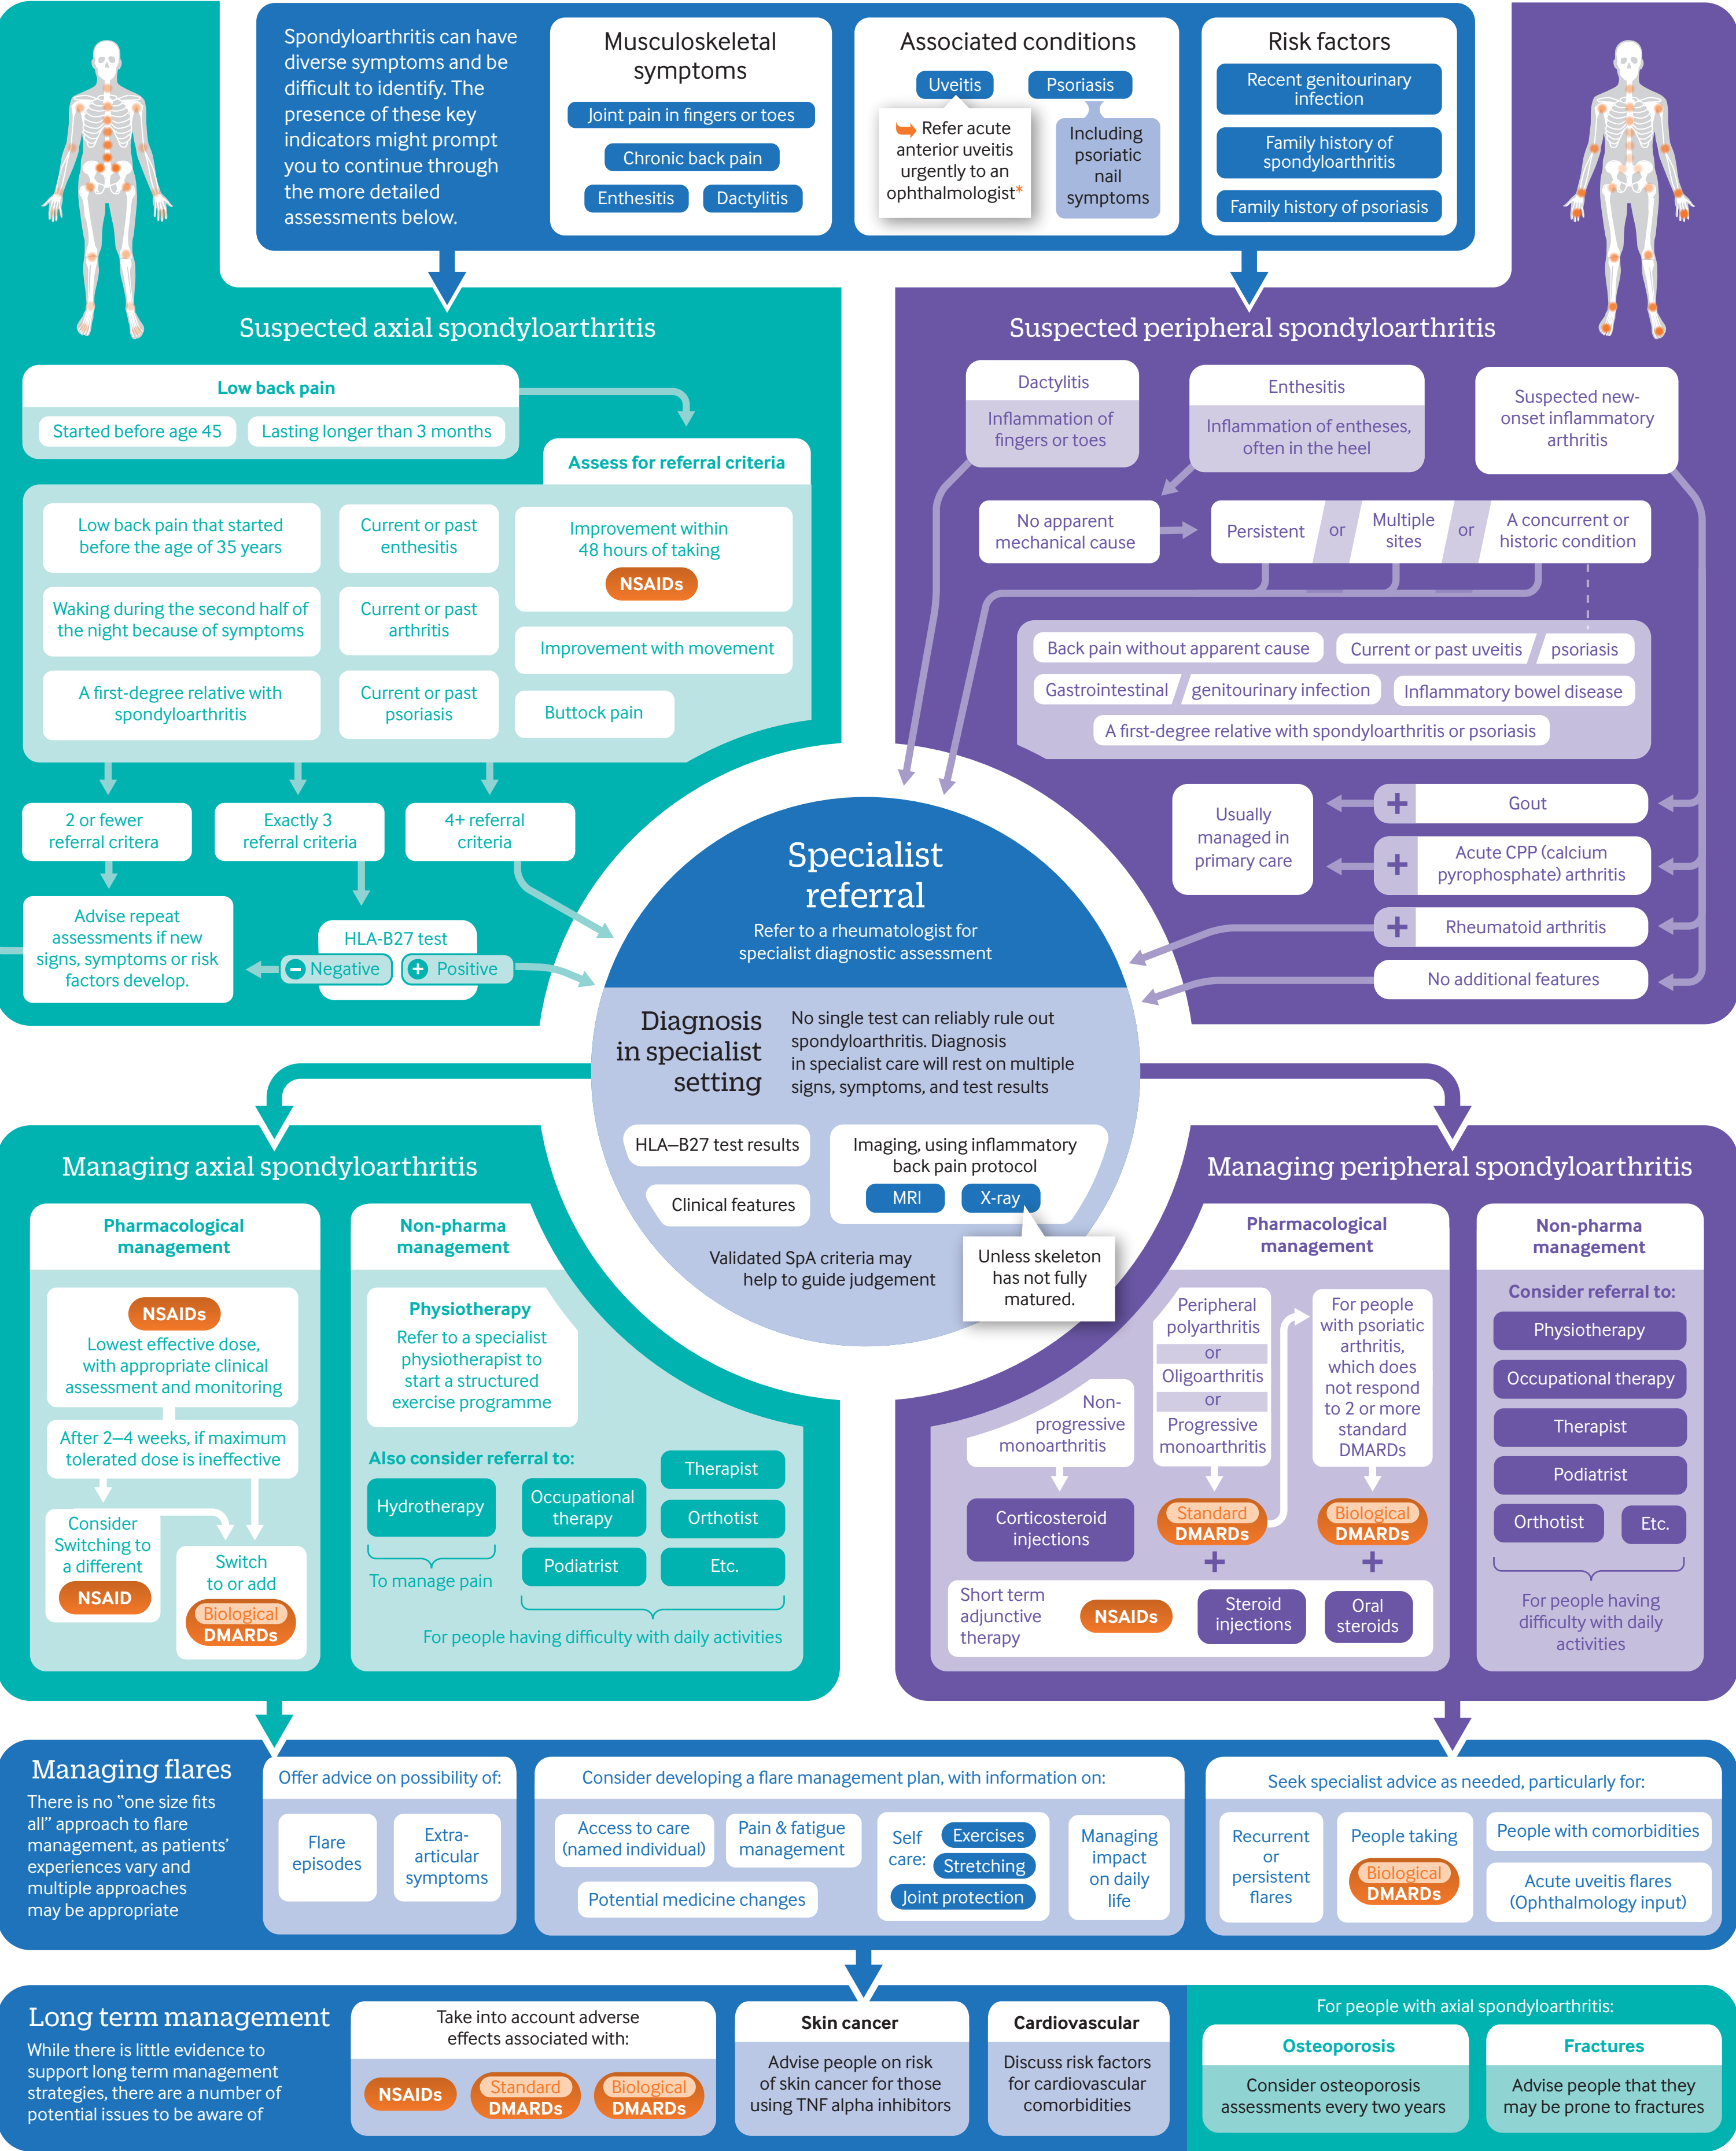 Spondyloarthritis can have
diverse symptoms and be
difficult to identify. The
presence of these key
indicators might prompt
you to continue through
the more detailed
assessments below.
Musculoskeletal
symptoms
Joint pain in fingers or toes
Chronic back pain
Enthesitis
Dactylitis
Associated conditions
Uveitis
Psoriasis
Refer acute
anterior uveitis
urgently to an
ophthalmologist*
Including
psoriatic
nail
symptoms
Risk factors
Recent genitourinary
infection
Family history of
spondyloarthritis
Family history of psoriasis
Suspected axial spondyloarthritis
Low back pain
Started before age 45
Lasting longer than 3 months
Assess for referral criteria
Low back pain that started
before the age of 35 years
Current or past
enthesitis
Improvement within
48 hours of taking
NSAIDs
Waking during the second half of
the night because of symptoms
Current or past
arthritis
Improvement with movement
A first-degree relative with
spondyloarthritis
Current or past
psoriasis
Buttock pain
2 or fewer
referral critera
Exactly 3
referral criteria
4+ referral
criteria
Advise repeat
assessments if new
signs, symptoms or risk
factors develop.
HLA-B27 test
− Negative
+ Positive
Suspected peripheral spondyloarthritis
Dactylitis
Inflammation of
fingers or toes
Enthesitis
Inflammation of entheses,
often in the heel
Suspected new-
onset inflammatory
arthritis
No apparent
mechanical cause
Persistent
or
Multiple
sites
or
A concurrent or
historic condition
Back pain without apparent cause
Current or past uveitis / psoriasis
Gastrointestinal / genitourinary infection
Inflammatory bowel disease
A first-degree relative with spondyloarthritis or psoriasis
Usually
managed in
primary care
+ Gout
+ Acute CPP (calcium
pyrophosphate) arthritis
+ Rheumatoid arthritis
No additional features
Specialist
referral
Refer to a rheumatologist for
specialist diagnostic assessment
Diagnosis
in specialist
setting
No single test can reliably rule out
spondyloarthritis. Diagnosis
in specialist care will rest on multiple
signs, symptoms, and test results
HLA–B27 test results
Clinical features
Imaging, using inflammatory
back pain protocol
MRI
X-ray
Validated SpA criteria may
help to guide judgement
Unless skeleton
has not fully
matured.
Managing axial spondyloarthritis
Pharmacological
management
NSAIDs
Lowest effective dose,
with appropriate clinical
assessment and monitoring
After 2–4 weeks, if maximum
tolerated dose is ineffective
Consider
Switching to
a different
NSAID
Switch
to or add
Biological
DMARDs
Non-pharma
management
Physiotherapy
Refer to a specialist
physiotherapist to
start a structured
exercise programme
Also consider referral to:
Hydrotherapy
To manage pain
Occupational
therapy
Therapist
Orthotist
Podiatrist
Etc.
For people having difficulty with daily activities
Managing peripheral spondyloarthritis
Pharmacological
management
Non-
progressive
monoarthritis
Corticosteroid
injections
Peripheral
polyarthritis
or
Oligoarthritis
or
Progressive
monoarthritis
Standard
DMARDs
+
For people
with psoriatic
arthritis,
which does
not respond
to 2 or more
standard
DMARDs
Biological
DMARDs
+
Short term
adjunctive
therapy
NSAIDs
Steroid
injections
Oral
steroids
Non-pharma
management
Consider referral to:
Physiotherapy
Occupational therapy
Therapist
Podiatrist
Orthotist
Etc.
For people having
difficulty with daily
activities
Managing flares
There is no “one size fits
all” approach to flare
management, as patients’
experiences vary and
multiple approaches
may be appropriate
Offer advice on possibility of:
Flare
episodes
Extra-
articular
symptoms
Consider developing a flare management plan, with information on:
Access to care
(named individual)
Pain & fatigue
management
Potential medicine changes
Self
care:
Exercises
Stretching
Joint protection
Managing
impact
on daily
life
Seek specialist advice as needed, particularly for:
Recurrent
or
persistent
flares
People taking
Biological
DMARDs
People with comorbidities
Acute uveitis flares
(Ophthalmology input)
Long term management
While there is little evidence to
support long term management
strategies, there are a number of
potential issues to be aware of
Take into account adverse
effects associated with:
NSAIDs
Standard
DMARDs
Biological
DMARDs
Skin cancer
Advise people on risk
of skin cancer for those
using TNF alpha inhibitors
Cardiovascular
Discuss risk factors
for cardiovascular
comorbidities
For people with axial spondyloarthritis:
Osteoporosis
Consider osteoporosis
assessments every two years
Fractures
Advise people that they
may be prone to fractures